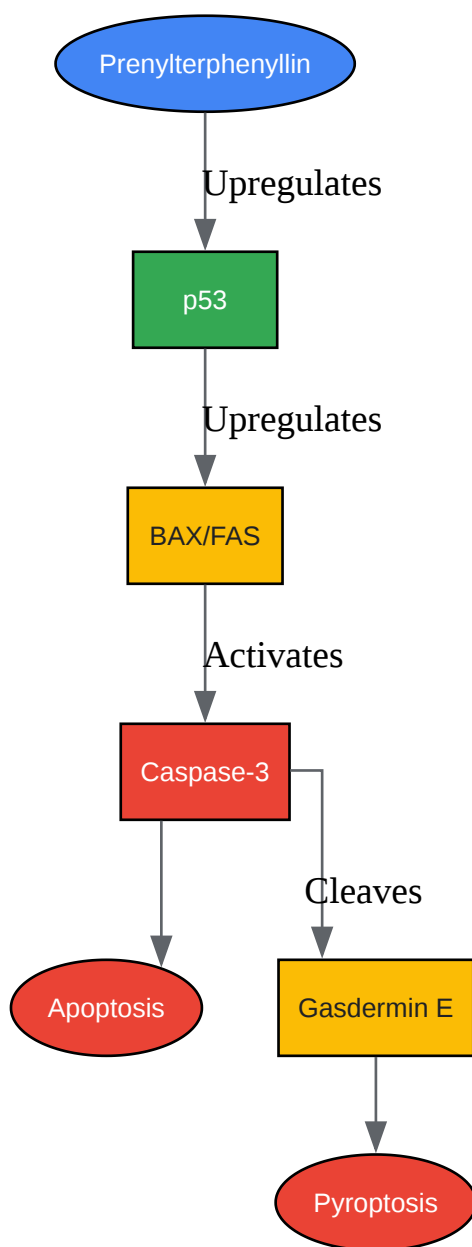 Prenylterphenyllin
Upregulates
p53
Upregulates
BAX/FAS
Activates
Caspase-3
Cleaves
Apoptosis
Gasdermin E
Pyroptosis